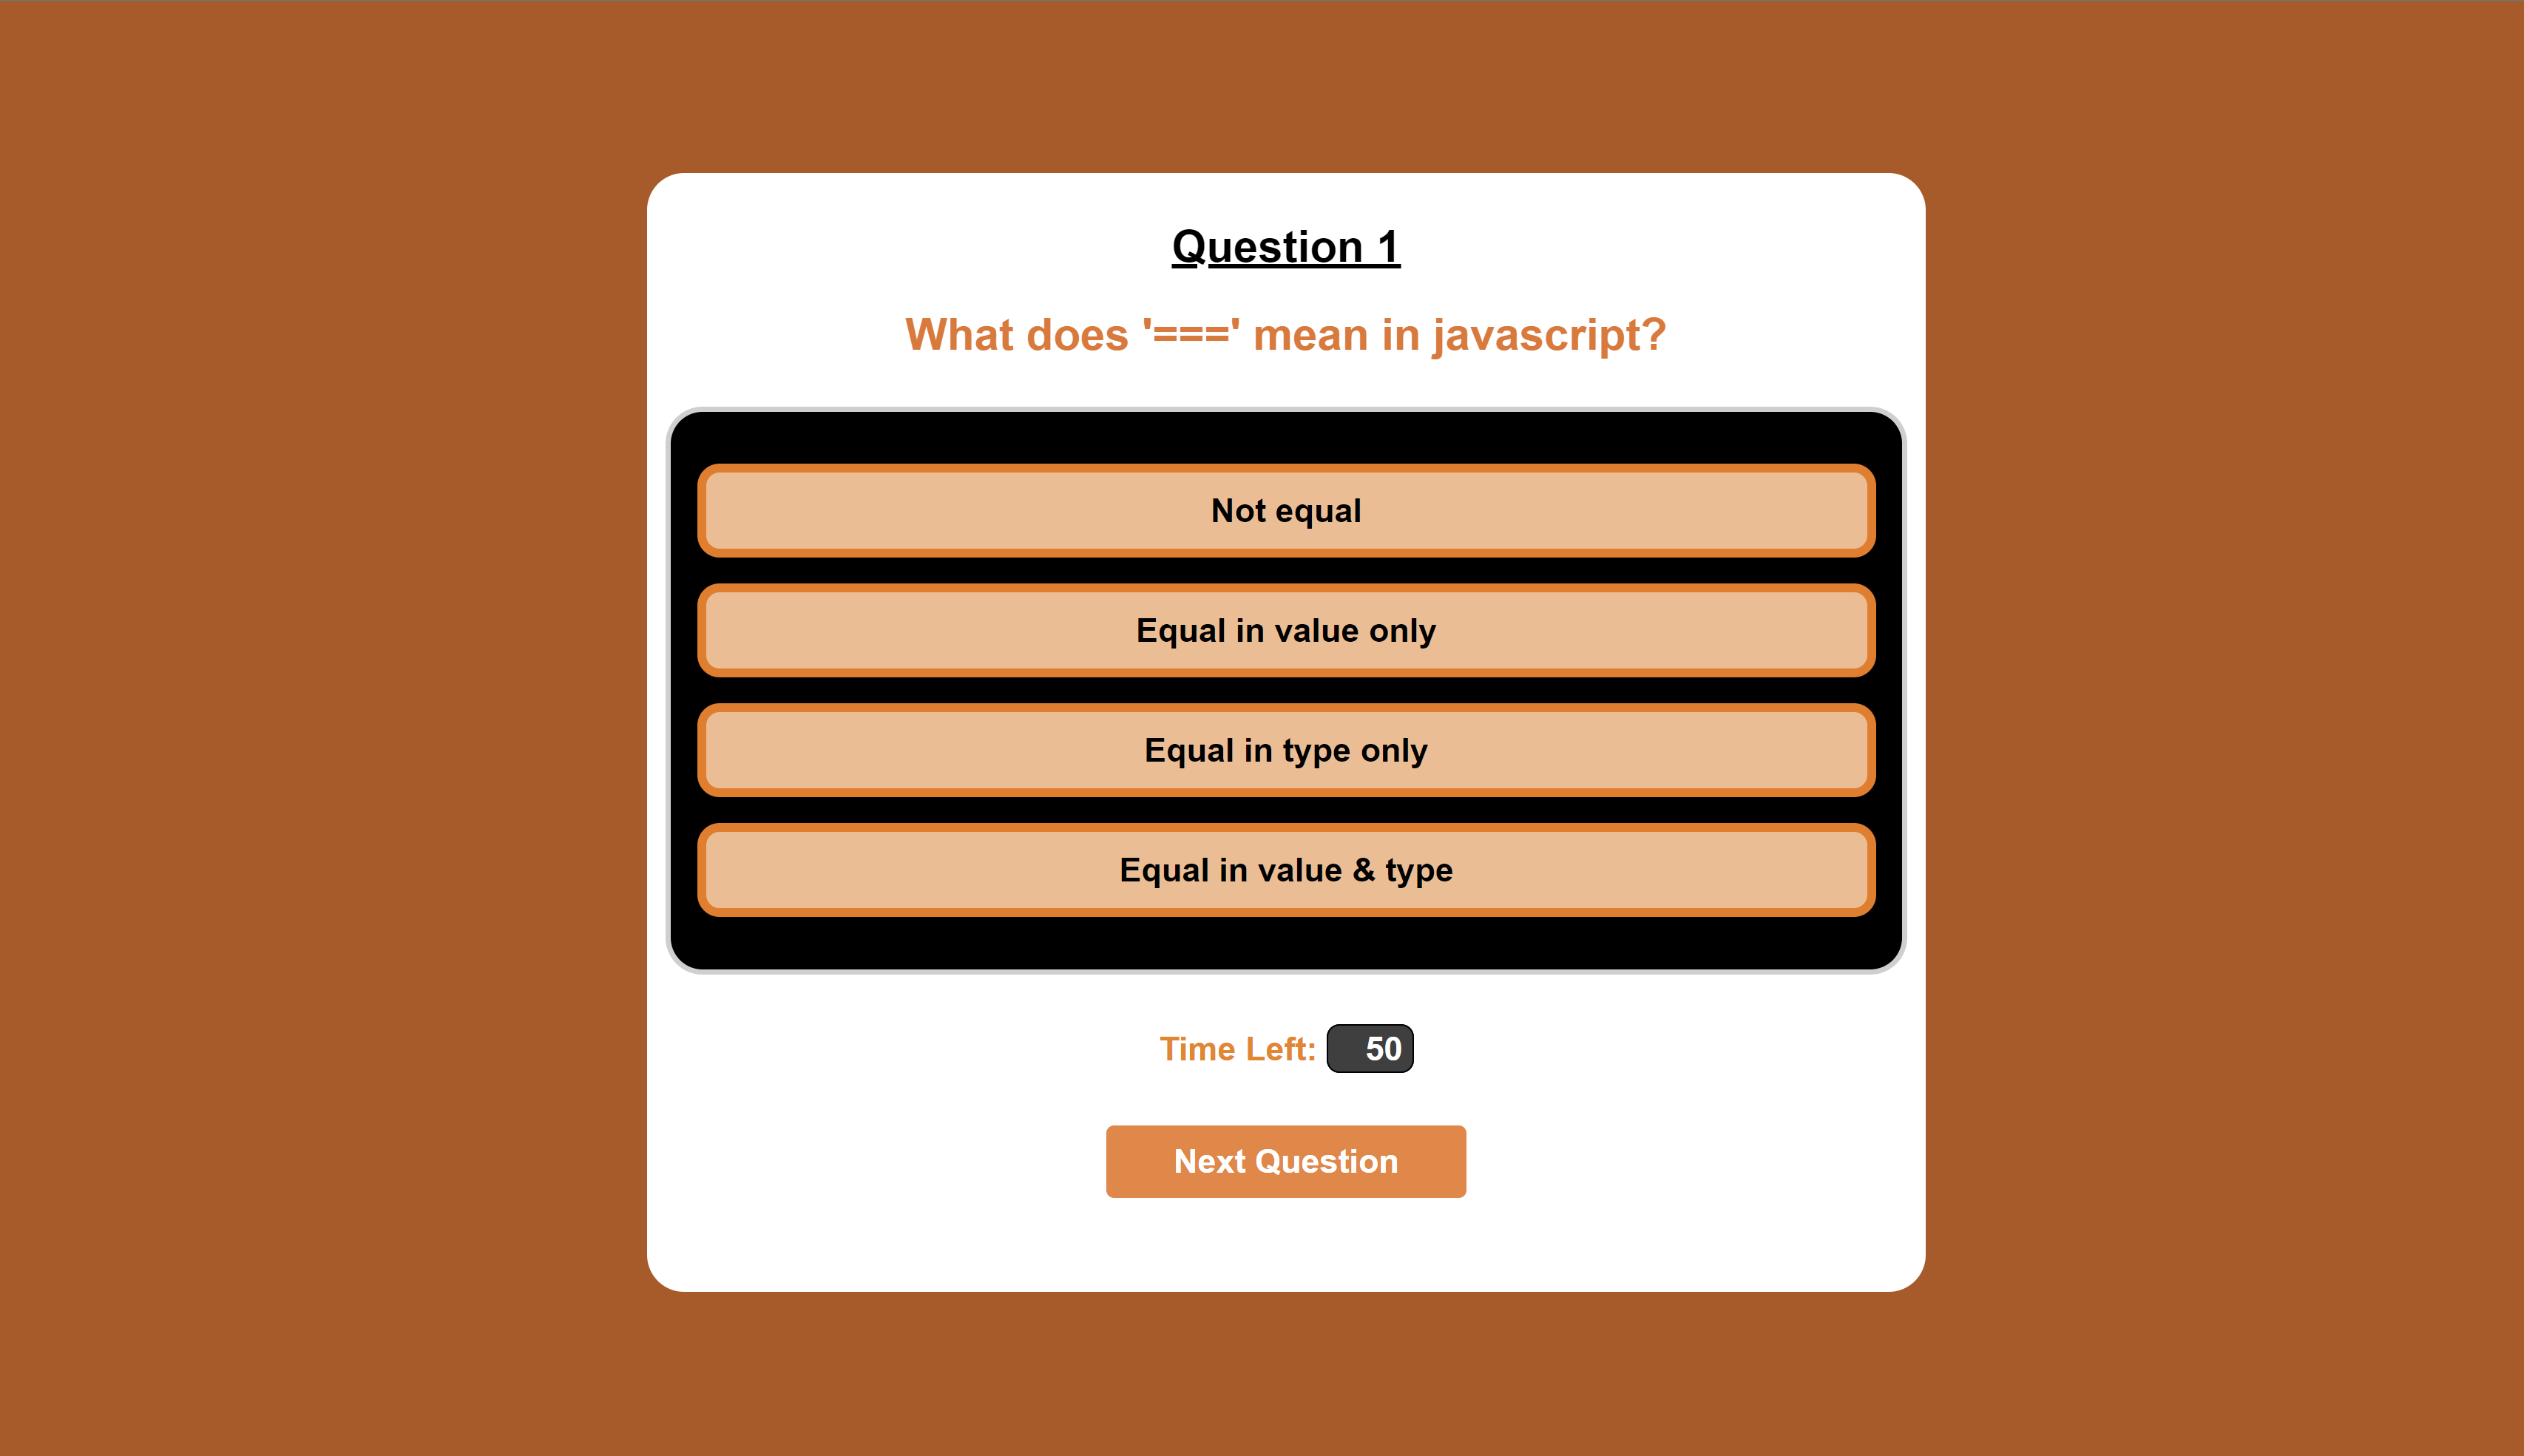 Question 1
What does '===' mean in javascript?
Not equal
Equal in value only
Equal in type only
Equal in value & type
Time Left: 50
Next Question